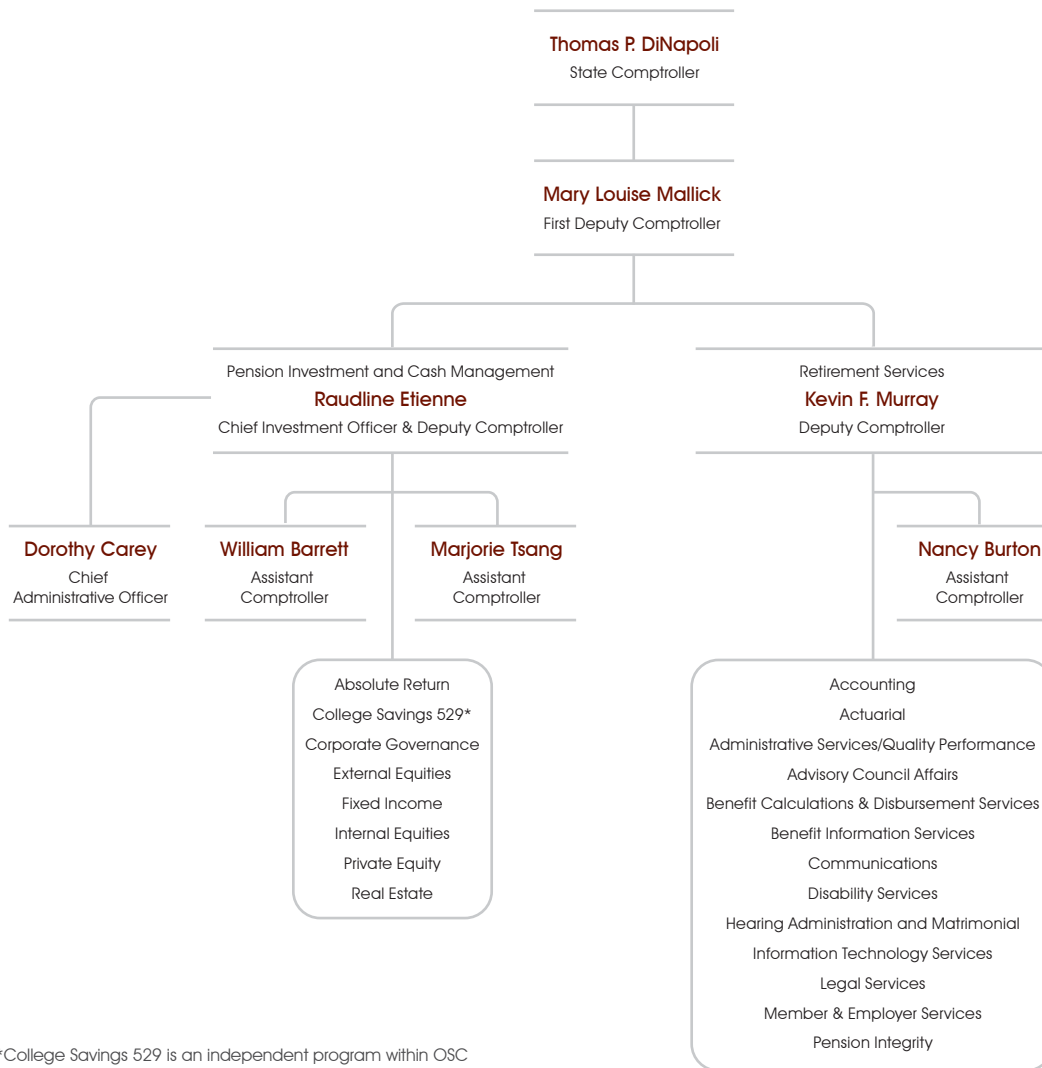 Thomas P. DiNapoli
State Comptroller
Mary Louise Mallick
First Deputy Comptroller
Pension Investment and Cash Management
Raudline Etienne
Chief Investment Officer & Deputy Comptroller
Retirement Services
Kevin F. Murray
Deputy Comptroller
Dorothy Carey
Chief
Administrative Officer
William Barrett
Assistant
Comptroller
Marjorie Tsang
Assistant
Comptroller
Nancy Burton
Assistant
Comptroller
Absolute Return
College Savings 529*
Corporate Governance
External Equities
Fixed Income
Internal Equities
Private Equity
Real Estate
Accounting
Actuarial
Administrative Services/Quality Performance
Advisory Council Affairs
Benefit Calculations & Disbursement Services
Benefit Information Services
Communications
Disability Services
Hearing Administration and Matrimonial
Information Technology Services
Legal Services
Member & Employer Services
Pension Integrity
*College Savings 529 is an independent program within OSC